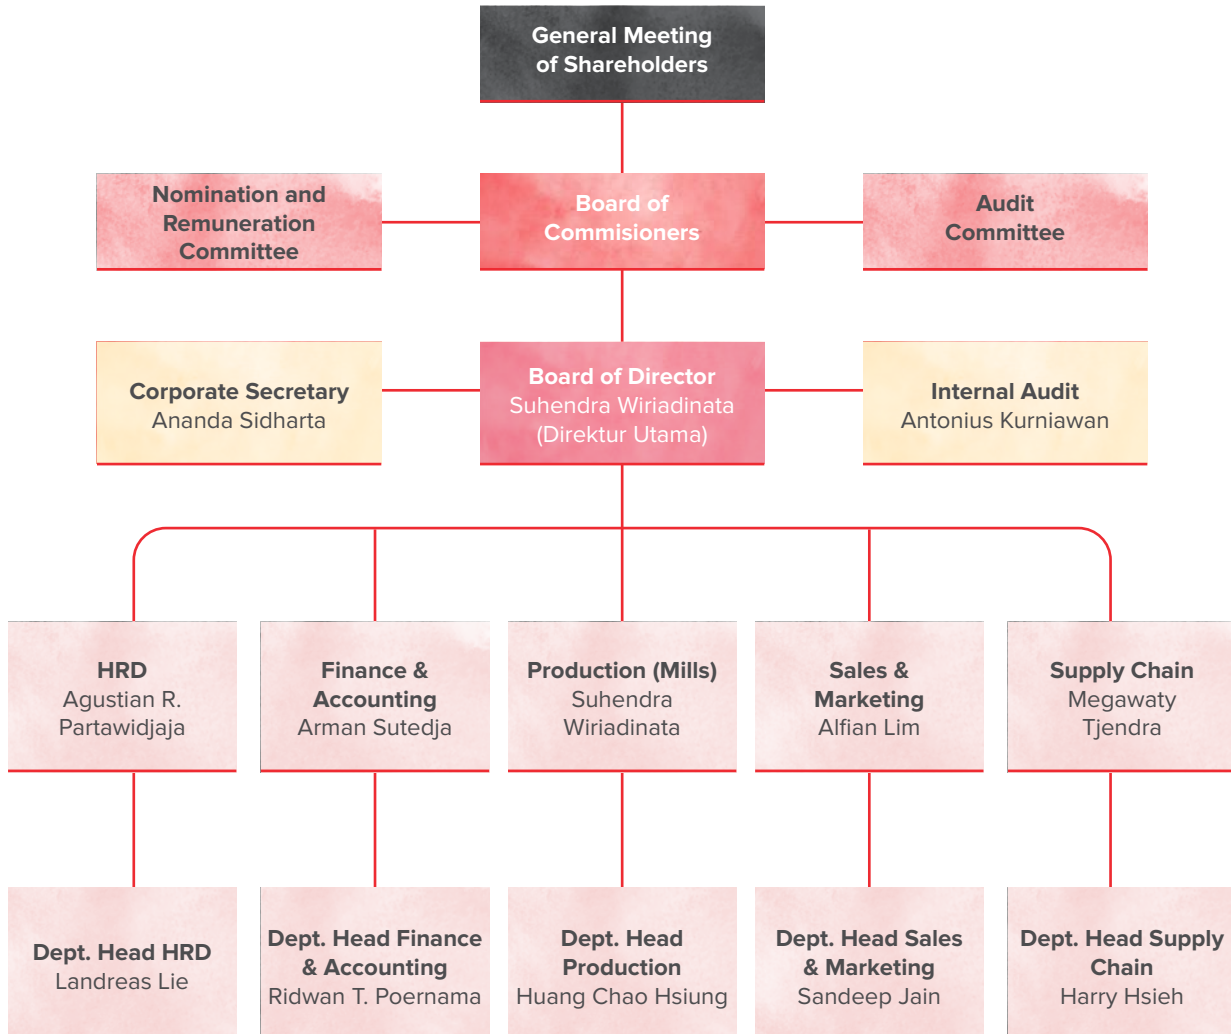 General Meeting
of Shareholders
Nomination and
Remuneration
Committee
Board of
Commisioners
Audit
Committee
Corporate Secretary
Ananda Sidharta
Board of Director
Suhendra Wiriadinata
(Direktur Utama)
Internal Audit
Antonius Kurniawan
HRD
Agustian R.
Partawidjaja
Finance &
Accounting
Arman Sutedja
Production (Mills)
Suhendra
Wiriadinata
Sales &
Marketing
Alfian Lim
Supply Chain
Megawaty
Tjendra
Dept. Head HRD
Landreas Lie
Dept. Head Finance
& Accounting
Ridwan T. Poernama
Dept. Head
Production
Huang Chao Hsiung
Dept. Head Sales
& Marketing
Sandeep Jain
Dept. Head Supply
Chain
Harry Hsieh